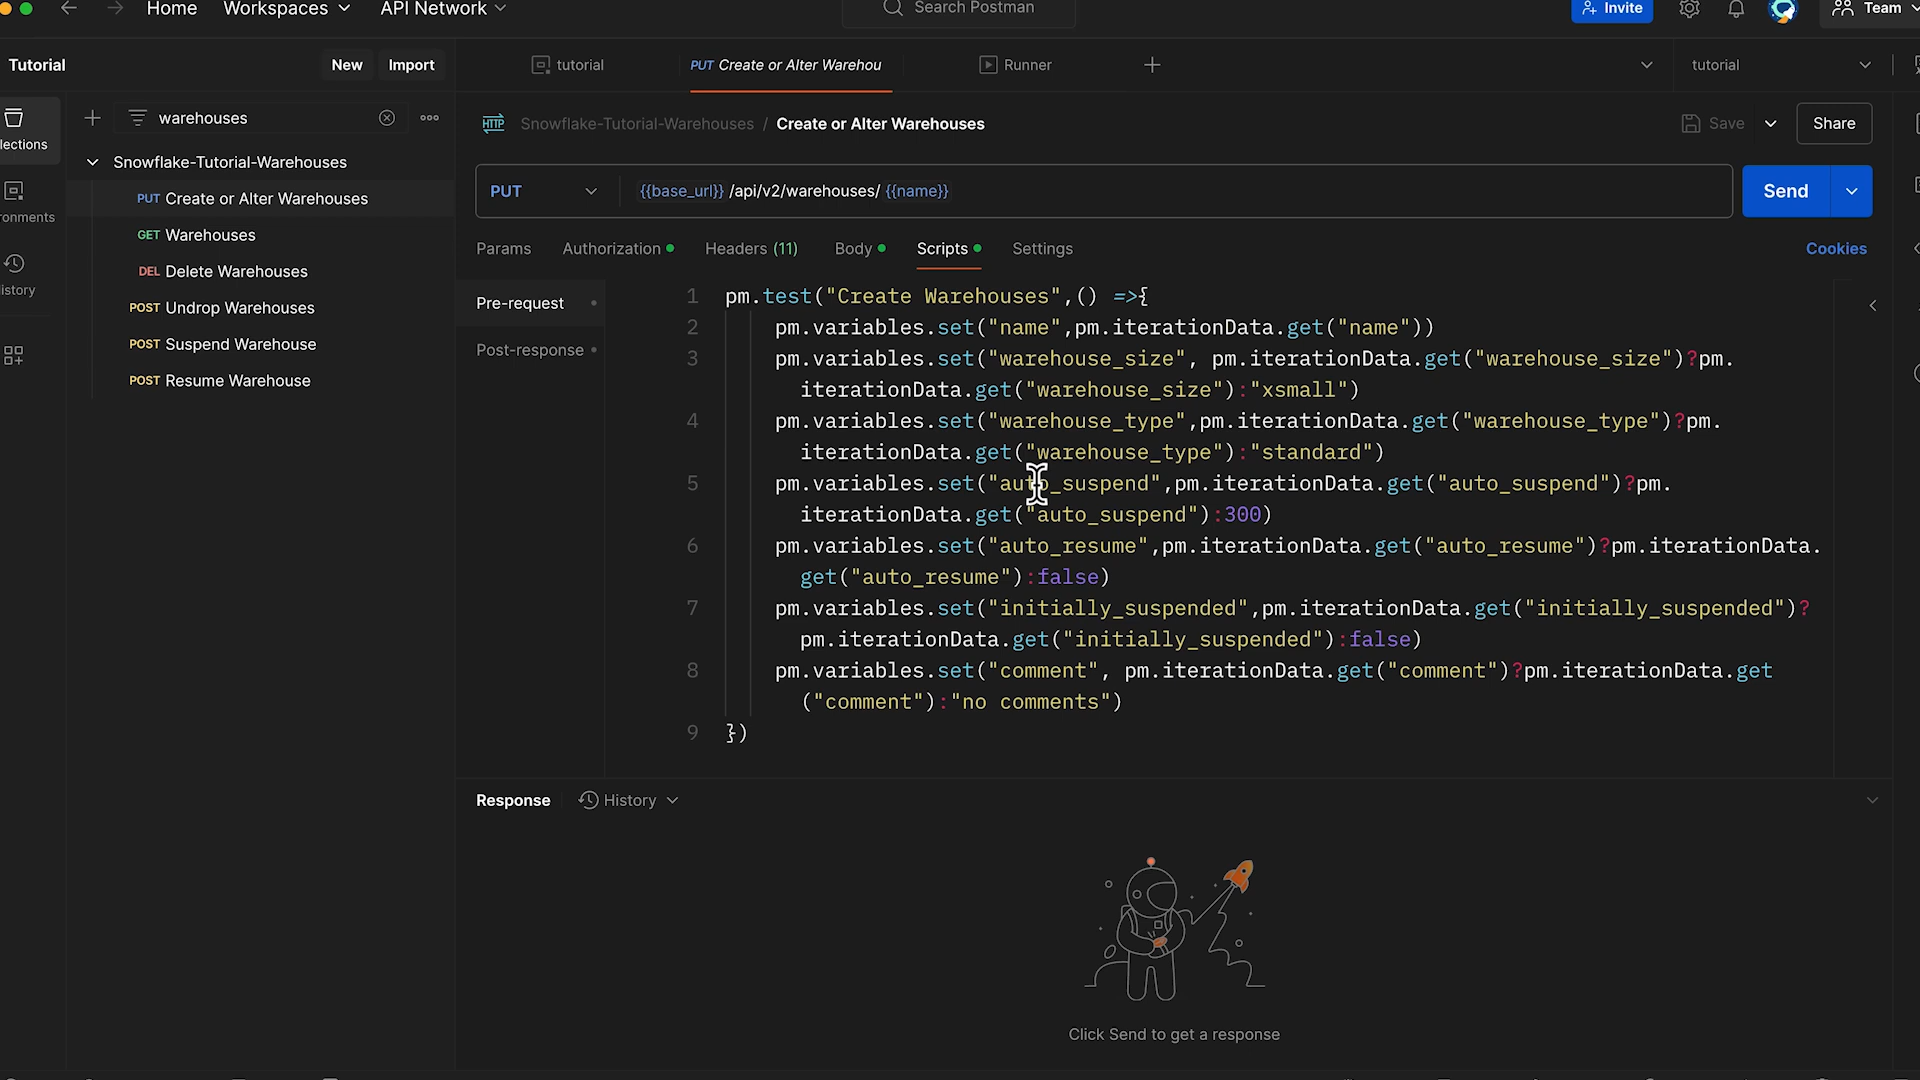 Home Workspaces API Network Search Postman Invite Team
Tutorial New Import tutorial PUT Create or Alter Warehou Runner tutorial
warehouses
lections
Snowflake-Tutorial-Warehouses / Create or Alter Warehouses Save Share
Snowflake-Tutorial-Warehouses
PUT Create or Alter Warehouses
GET Warehouses
DEL Delete Warehouses
POST Undrop Warehouses
POST Suspend Warehouse
POST Resume Warehouse
ronments
istory
PUT {{base_url}} /api/v2/warehouses/ {{name}} Send
Params Authorization Headers (11) Body Scripts Settings Cookies
Pre-request
Post-response
1 pm.test("Create Warehouses",() =>{
2 pm.variables.set("name",pm.iterationData.get("name"))
3 pm.variables.set("warehouse_size", pm.iterationData.get("warehouse_size")?pm.
iterationData.get("warehouse_size"):"xsmall")
4 pm.variables.set("warehouse_type",pm.iterationData.get("warehouse_type")?pm.
iterationData.get("warehouse_type"):"standard")
5 pm.variables.set("auto_suspend",pm.iterationData.get("auto_suspend")?pm.
iterationData.get("auto_suspend"):300)
6 pm.variables.set("auto_resume",pm.iterationData.get("auto_resume")?pm.iterationData.
get("auto_resume"):false)
7 pm.variables.set("initially_suspended",pm.iterationData.get("initially_suspended")?
pm.iterationData.get("initially_suspended"):false)
8 pm.variables.set("comment", pm.iterationData.get("comment")?pm.iterationData.get
("comment"):"no comments")
9 })
Response History
Click Send to get a response